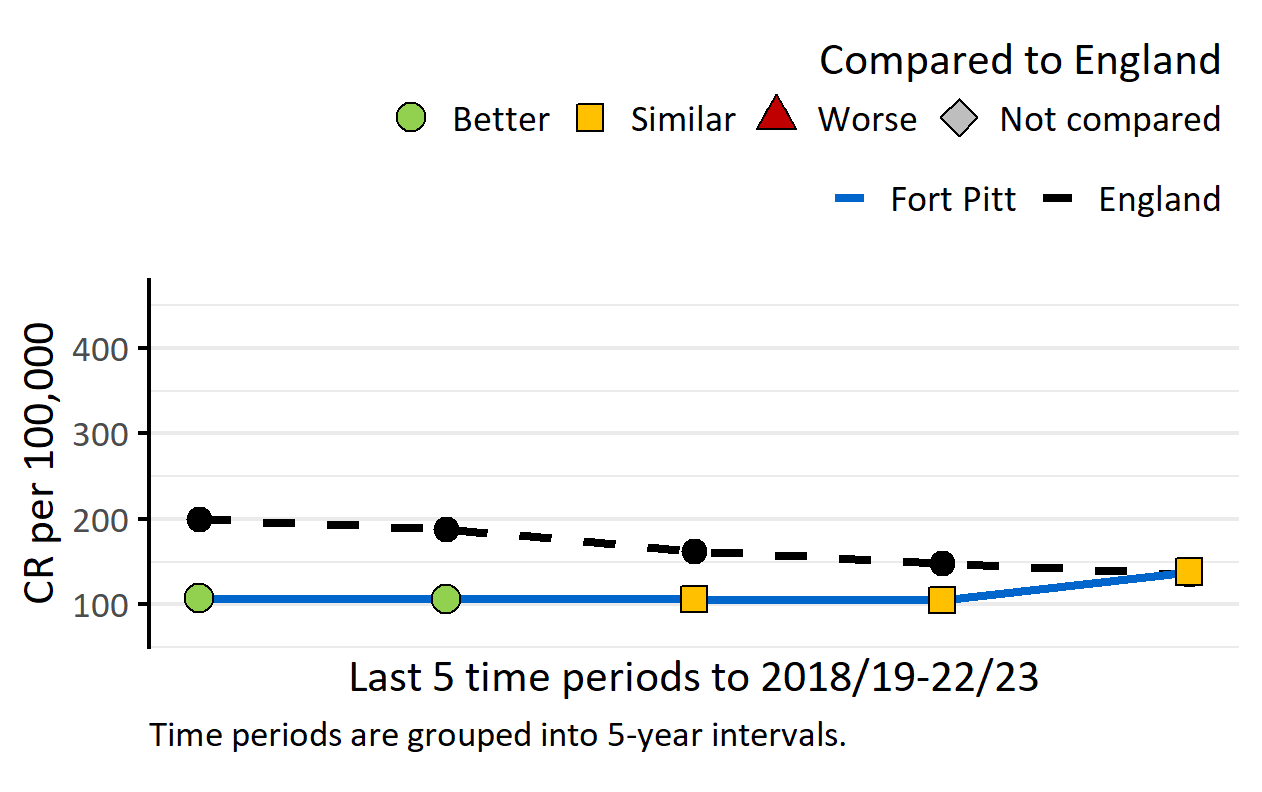 Compared to England
Better Similar Worse Not compared
Fort Pitt England
CR per 100,000
400
300
200
100
Last 5 time periods to 2018/19-22/23
Time periods are grouped into 5-year intervals.